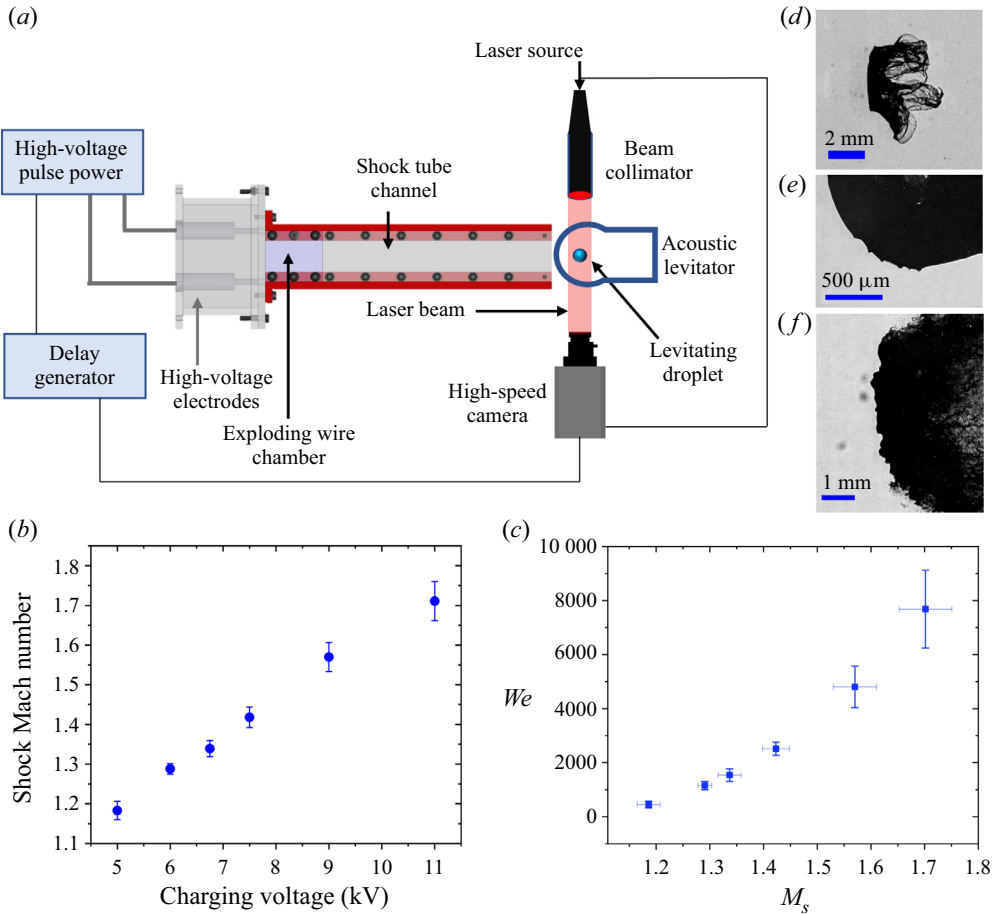 (a)
Laser source
High-voltage
pulse power
Shock tube
channel
Beam
collimator
Acoustic
levitator
Laser beam
Delay
generator
High-voltage
electrodes
Exploding wire
chamber
High-speed
camera
Levitating
droplet
(d)
2 mm
(e)
500 μm
(f)
1 mm
(b)
1.8
1.7
1.6
1.5
1.4
1.3
1.2
1.1
Shock Mach number
5 6 7 8 9 10 11
Charging voltage (kV)
(c)
10 000
8000
6000
4000
2000
0
We
1.2 1.3 1.4 1.5 1.6 1.7 1.8
Ms